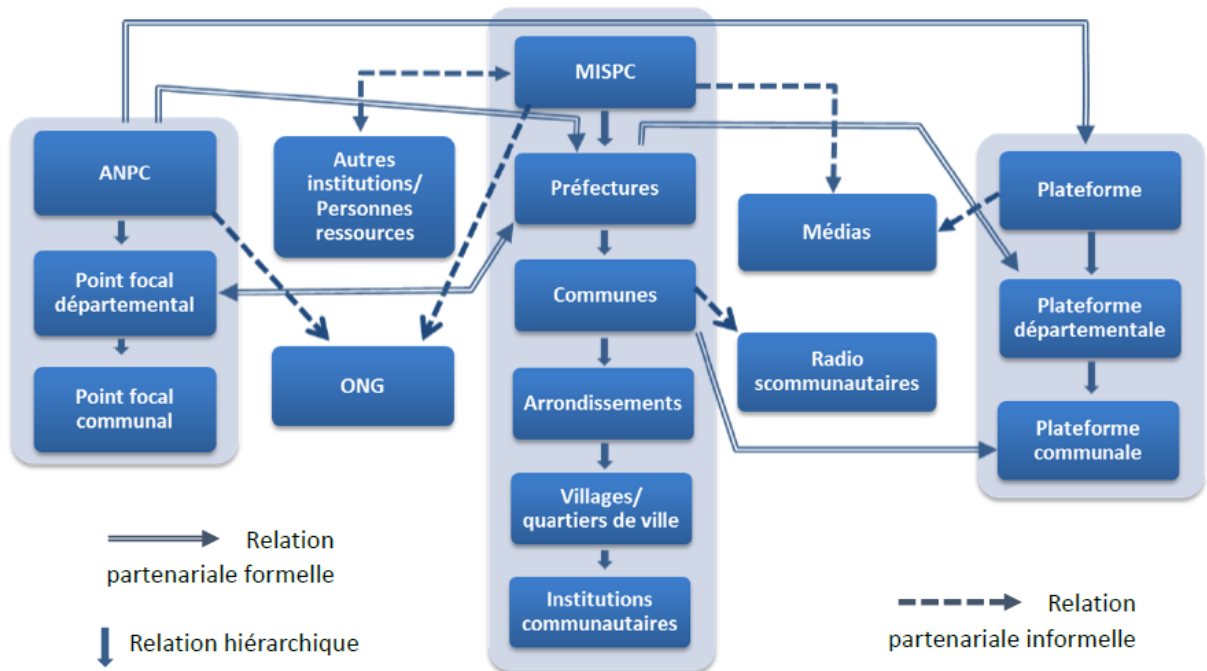 MISPC
ANPC
Autres
institutions/
Personnes
ressources
Préfectures
Médias
Plateforme
Point focal
départemental
Communes
Plateforme
départementale
ONG
Radio
scommunautaires
Point focal
communal
Arrondissements
Plateforme
communale
Villages/
quartiers de ville
Institutions
communautaires
Relation
partenariale formelle
Relation hiérarchique
Relation
partenariale informelle